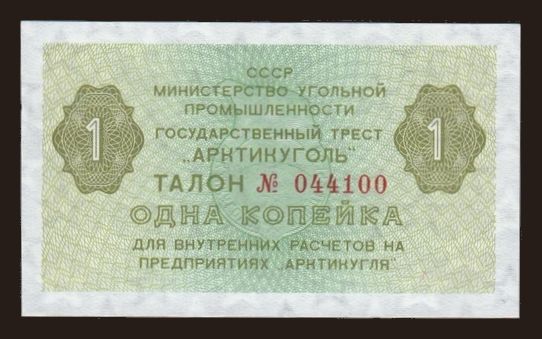 СССР
МИНИСТЕРСТВО УГОЛЬНОЙ
ПРОМЫШЛЕННОСТИ
ГОСУДАРСТВЕННЫЙ ТРЕСТ
„АРКТИКУГОЛЬ"
1 1
ТАЛОН № 044100
ОДНА КОПЕЙКА
ДЛЯ ВНУТРЕННИХ РАСЧЕТОВ НА
ПРЕДПРИЯТИЯХ „АРКТИКУГЛЯ"